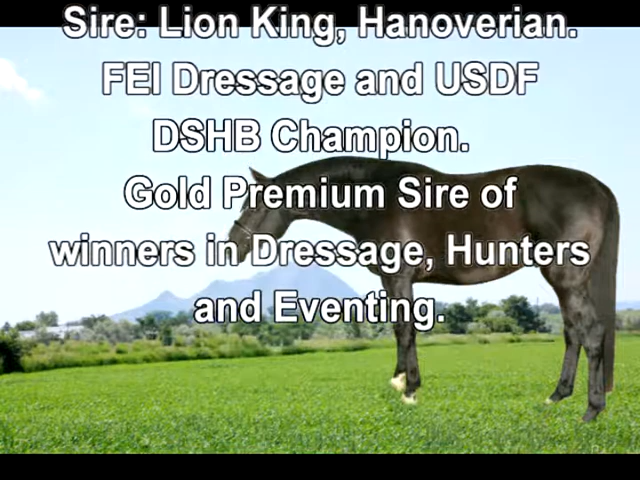 Sire: Lion King, Hanoverian.
FEI Dressage and USDF
DSHB Champion.
Gold Premium Sire of
winners in Dressage, Hunters
and Eventing.